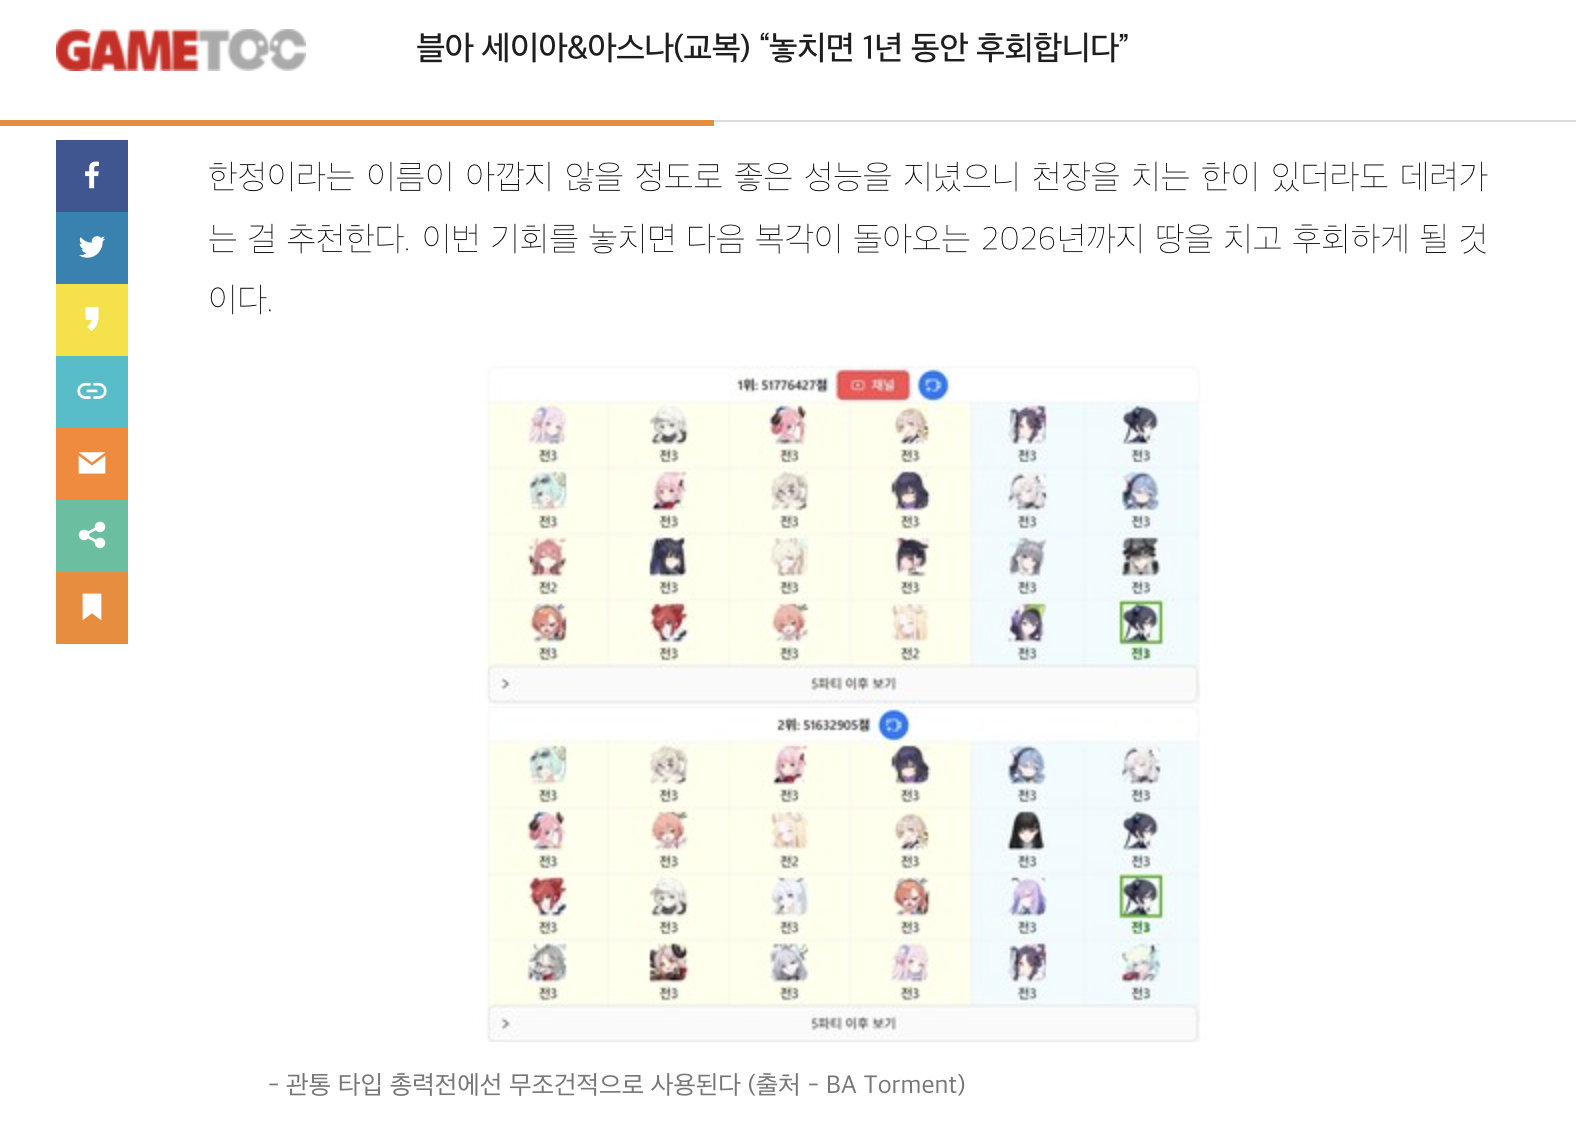 GAMETOC
블아 세이아&아스나(교복) “놓치면 1년 동안 후회합니다”
한정이라는 이름이 아깝지 않을 정도로 좋은 성능을 지녔으니 천장을 치는 한이 있더라도 데려가
는 걸 추천한다. 이번 기회를 놓치면 다음 복각이 돌아오는 2026년까지 땅을 치고 후회하게 될 것
이다.
1위: 51776427점 채널
전3 전3 전3 전3 전3 전3
전3 전3 전3 전3 전3 전3
전2 전3 전3 전3 전3 전3
전3 전3 전3 전2 전3 전3
5파티 이후 보기
2위: 51632905점
전3 전3 전3 전3 전3 전3
전3 전3 전2 전3 전3 전3
전3 전3 전3 전3 전3 전3
전3 전3 전3 전3 전3 전3
5파티 이후 보기
- 관통 타입 총력전에선 무조건적으로 사용된다 (출처 - BA Torment)